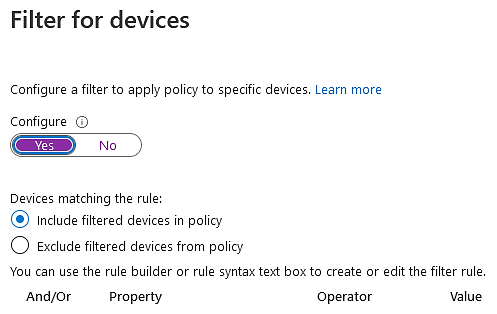 Filter for devices
Configure a filter to apply policy to specific devices. Learn more
Configure
Yes No
Devices matching the rule:
Include filtered devices in policy
Exclude filtered devices from policy
You can use the rule builder or rule syntax text box to create or edit the filter rule.
And/Or Property Operator Value